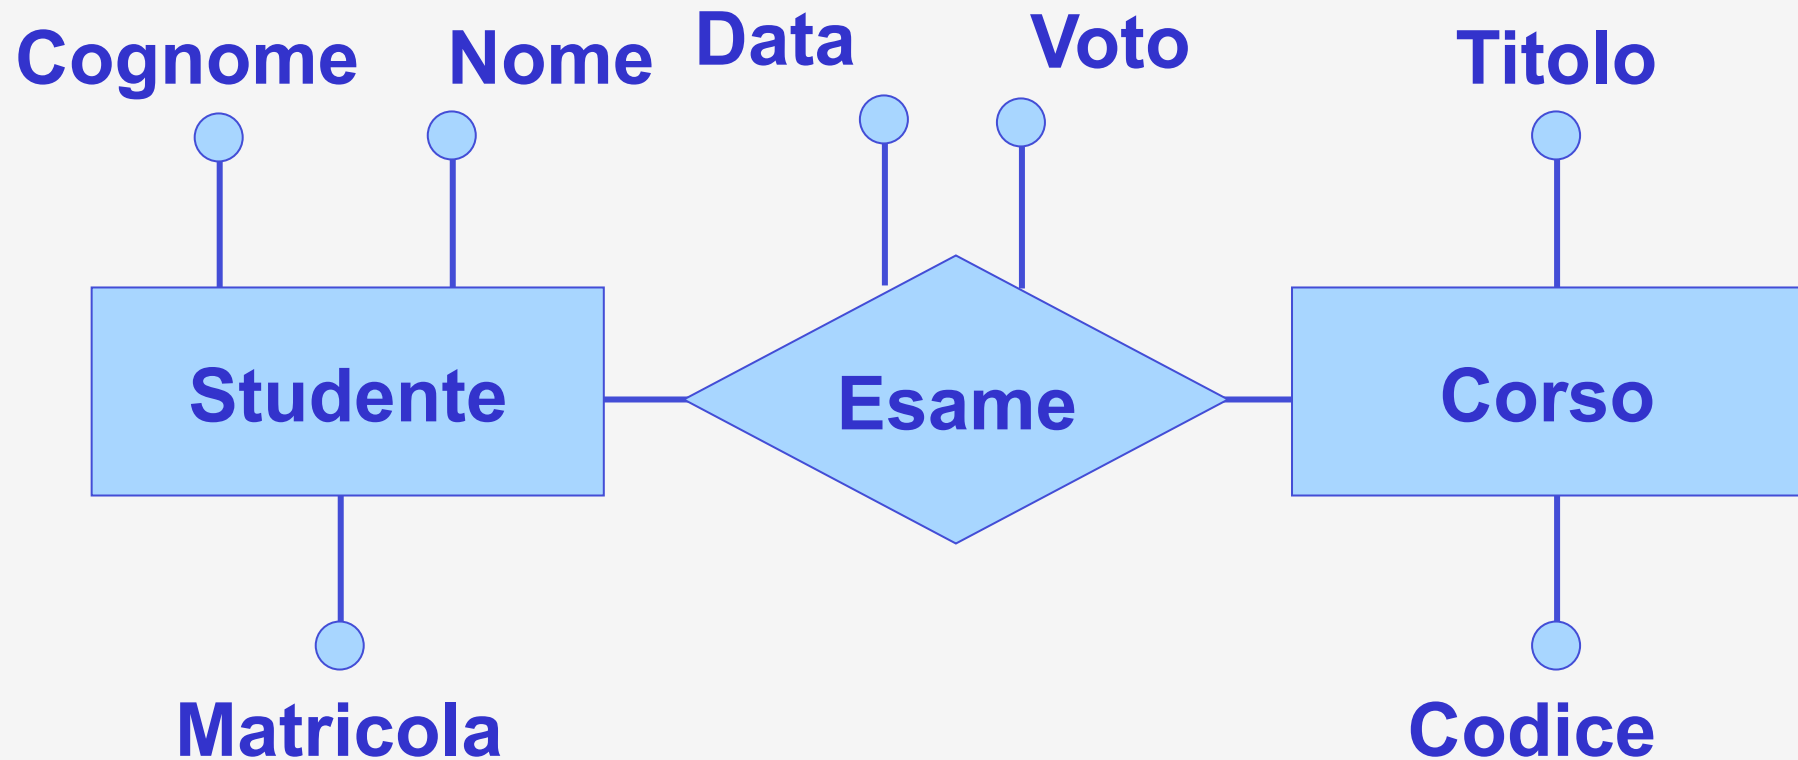 Cognome
Nome
Data
Voto
Titolo
Studente
Esame
Corso
Matricola
Codice